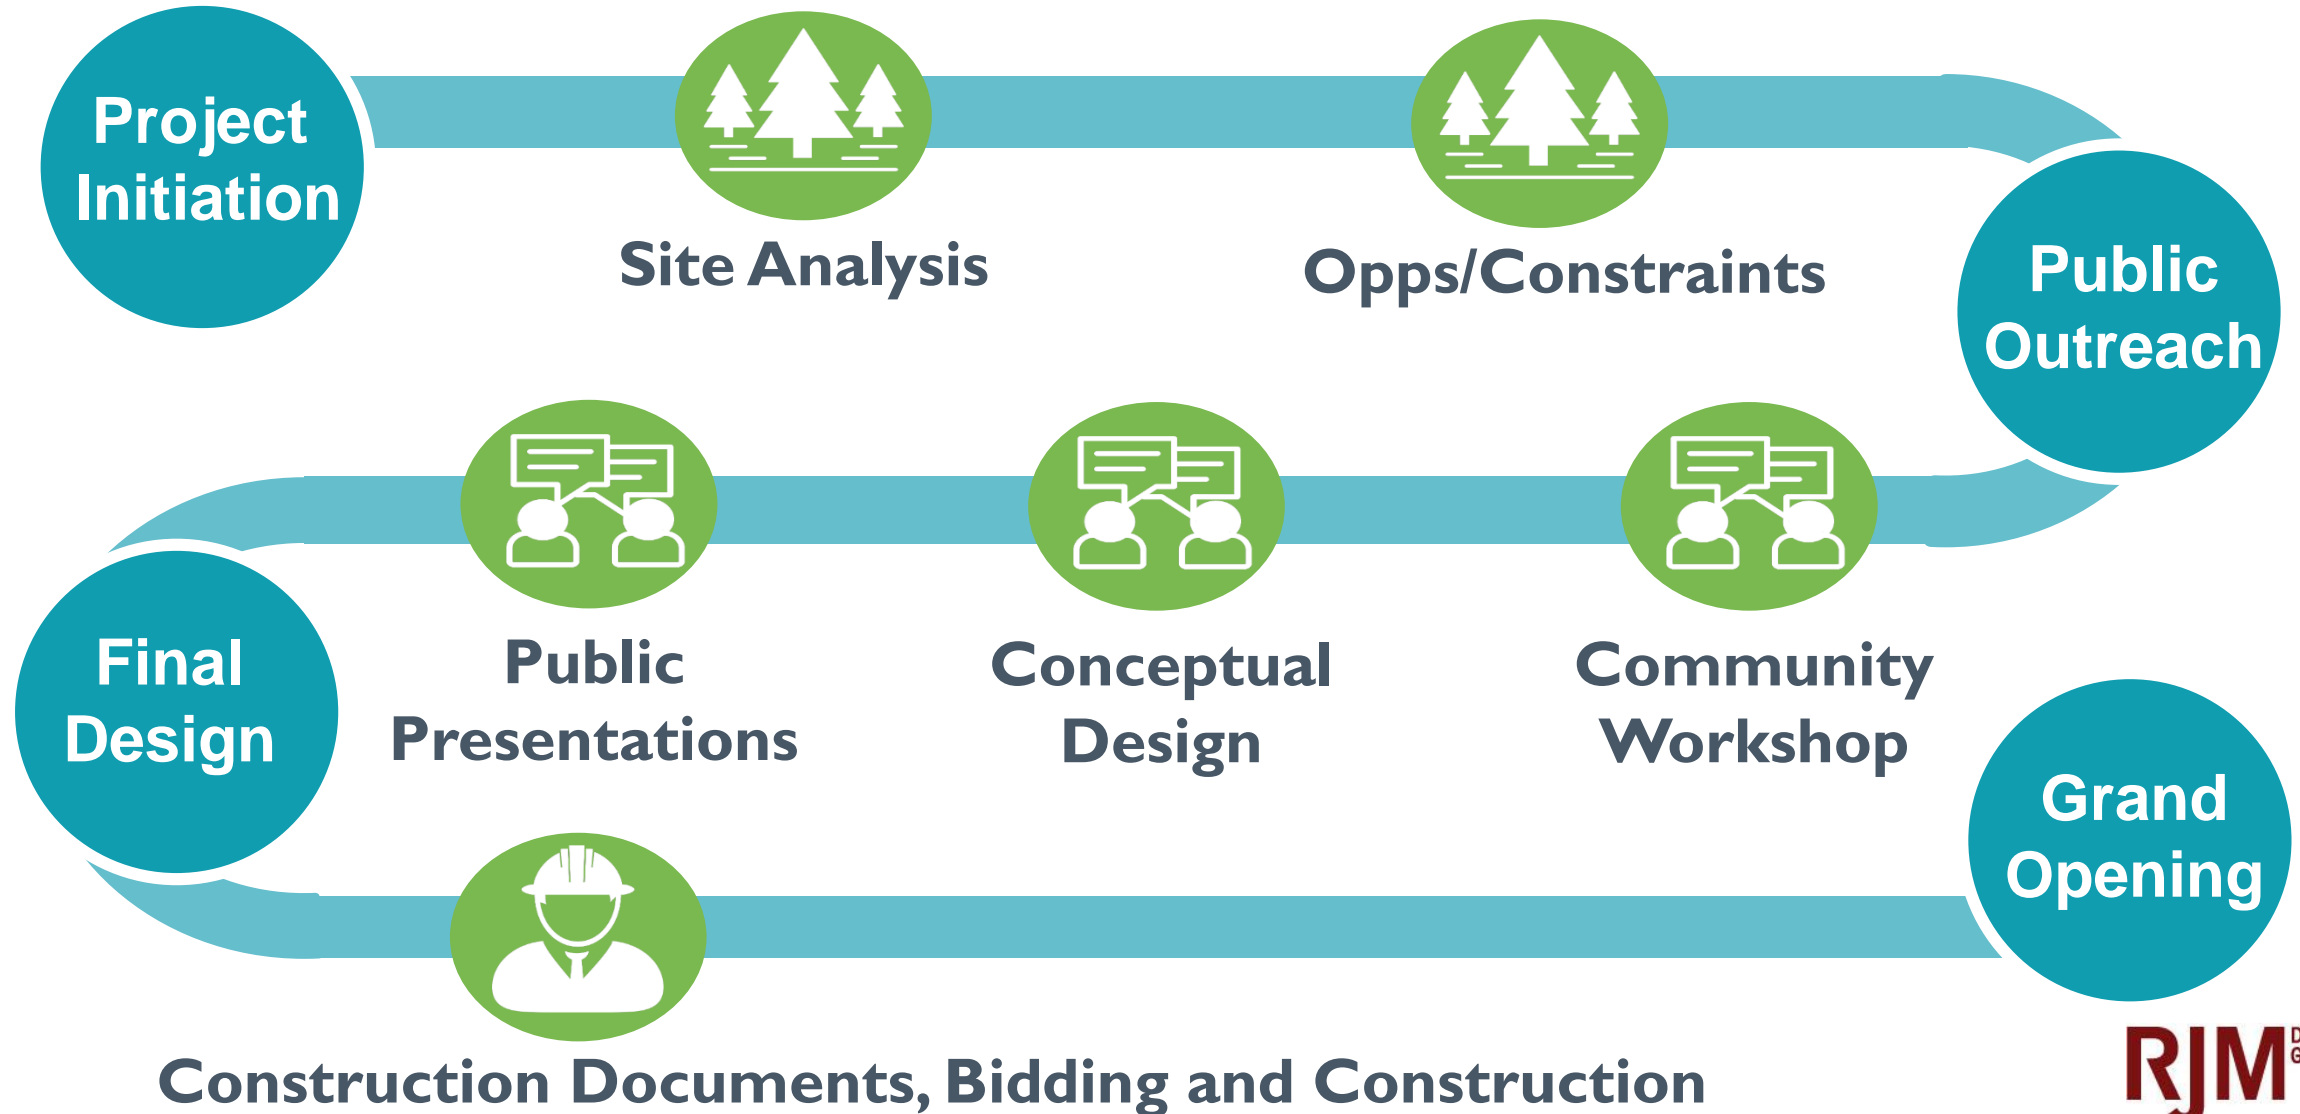 Project
Initiation
Site Analysis
Opps/Constraints
Public
Outreach
Community
Workshop
Conceptual
Design
Public
Presentations
Final
Design
Construction Documents, Bidding and Construction
Grand
Opening
RJM